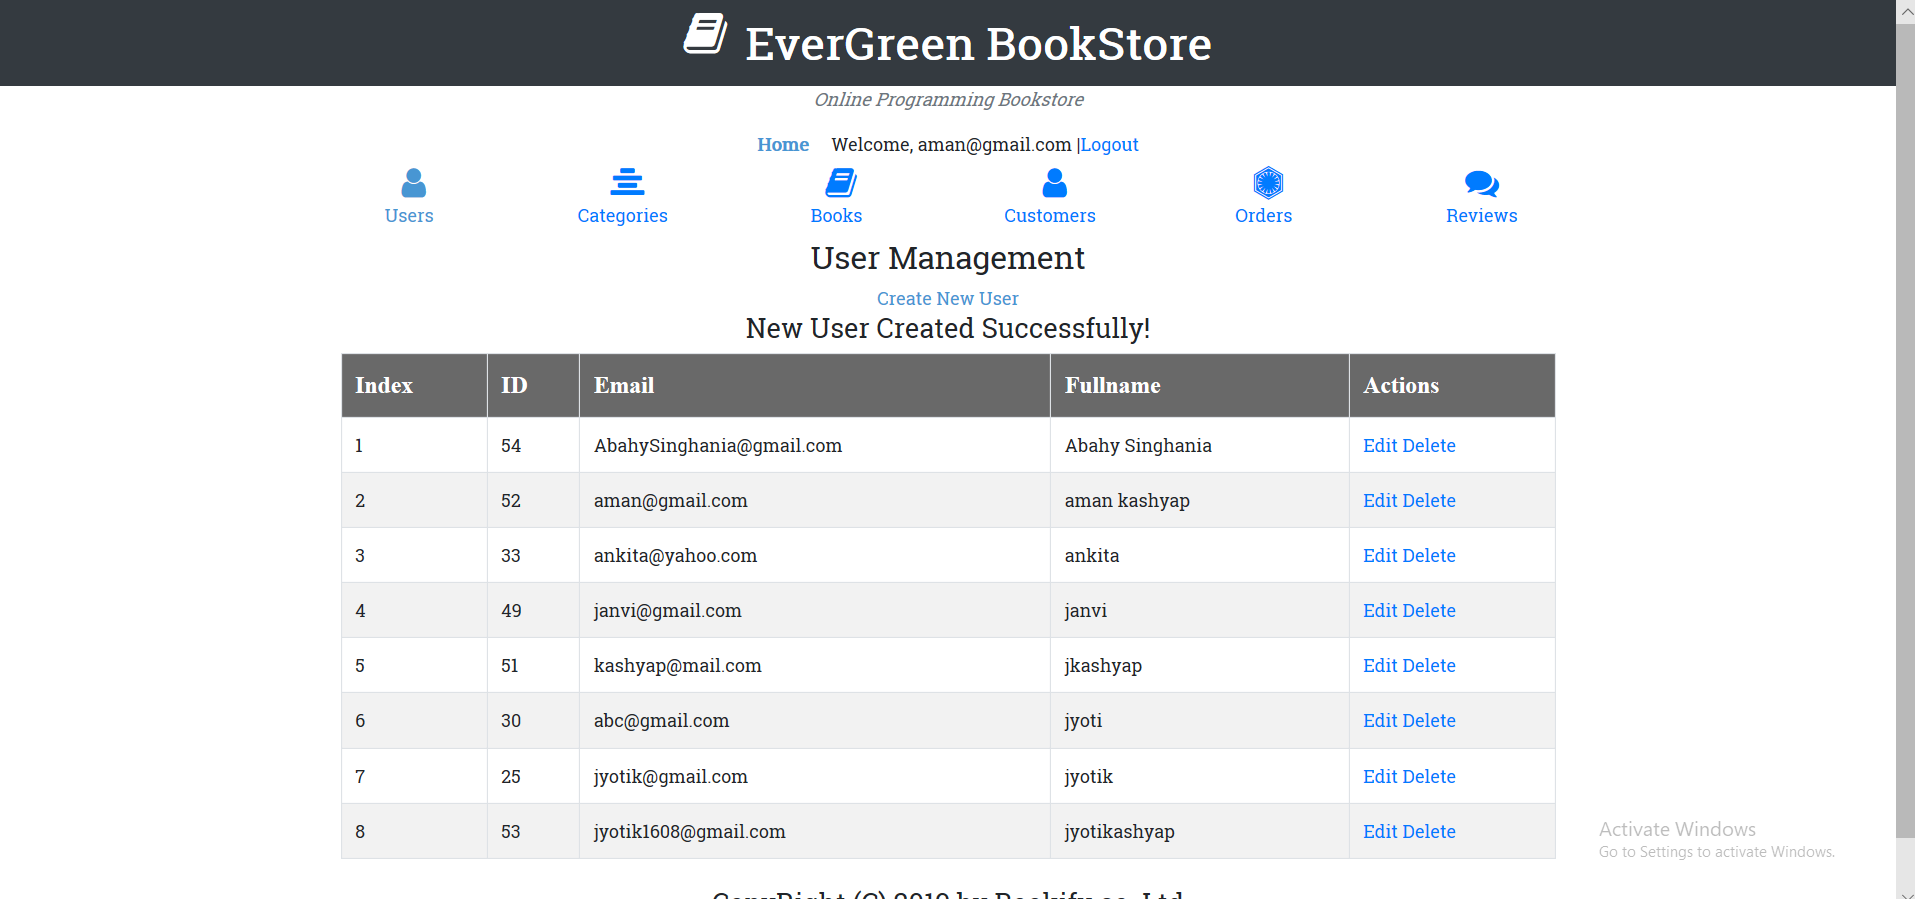 EverGreen BookStore
Online Programming Bookstore
Home Welcome, aman@gmail.com |Logout
Users Categories Books Customers Orders Reviews
User Management
Create New User
New User Created Successfully!
Index ID Email Fullname Actions
1 54 AbahySinghania@gmail.com Abahy Singhania Edit Delete
2 52 aman@gmail.com aman kashyap Edit Delete
3 33 ankita@yahoo.com ankita Edit Delete
4 49 janvi@gmail.com janvi Edit Delete
5 51 kashyap@mail.com jkashyap Edit Delete
6 30 abc@gmail.com jyoti Edit Delete
7 25 jyotik@gmail.com jyotik Edit Delete
8 53 jyotik1608@gmail.com jyotikashyap Edit Delete
Activate Windows
Go to Settings to activate Windows.
CopyRight (C) 2019 by